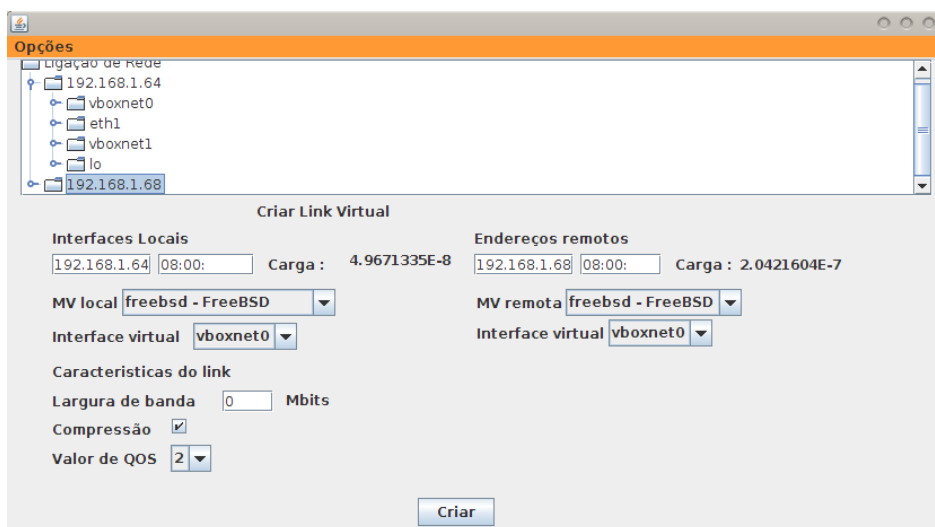 Opções
Ligação de Rede
192.168.1.64
vboxnet0
eth1
vboxnet1
lo
192.168.1.68
Criar Link Virtual
Interfaces Locais
Endereços remotos
192.168.1.64 08:00: Carga : 4.9671335E-8
192.168.1.68 08:00: Carga : 2.0421604E-7
MV local freebsd - FreeBSD
MV remota freebsd - FreeBSD
Interface virtual vboxnet0
Interface virtual vboxnet0
Caracteristicas do link
Largura de banda 0 Mbits
Compressão
Valor de QOS 2
Criar